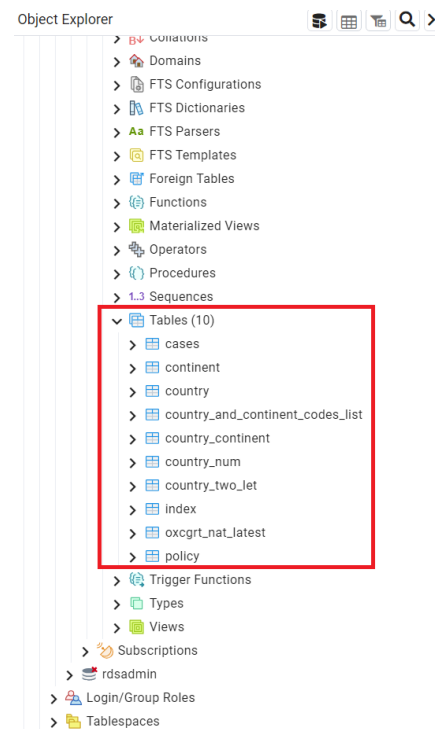 Object Explorer
Collations
Domains
FTS Configurations
FTS Dictionaries
Aa FTS Parsers
FTS Templates
Foreign Tables
Functions
Materialized Views
Operators
Procedures
1..3 Sequences
Tables (10)
cases
continent
country
country_and_continent_codes_list
country_continent
country_num
country_two_let
index
oxcgrt_nat_latest
policy
Trigger Functions
Types
Views
Subscriptions
rdsadmin
Login/Group Roles
Tablespaces